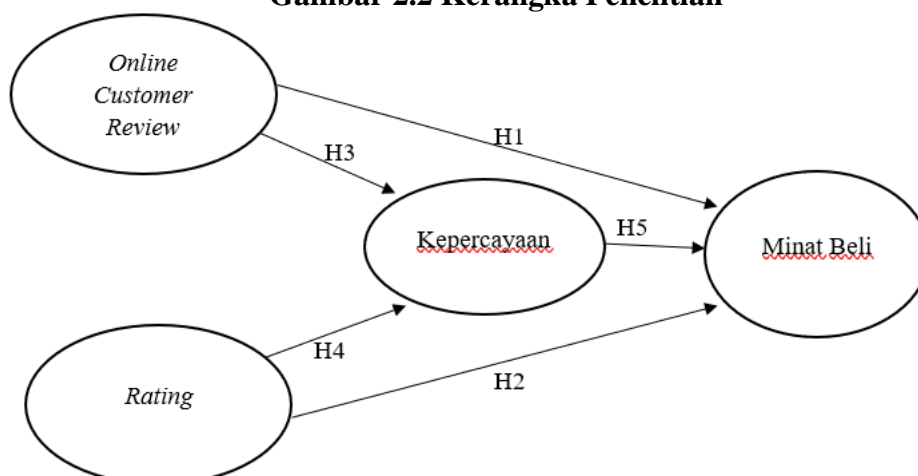 Gambar 2.2 Kerangka Penelitian
Online
Customer
Review
H1
H3
Kepercayaan
H5
Minat Beli
H4
Rating
H2